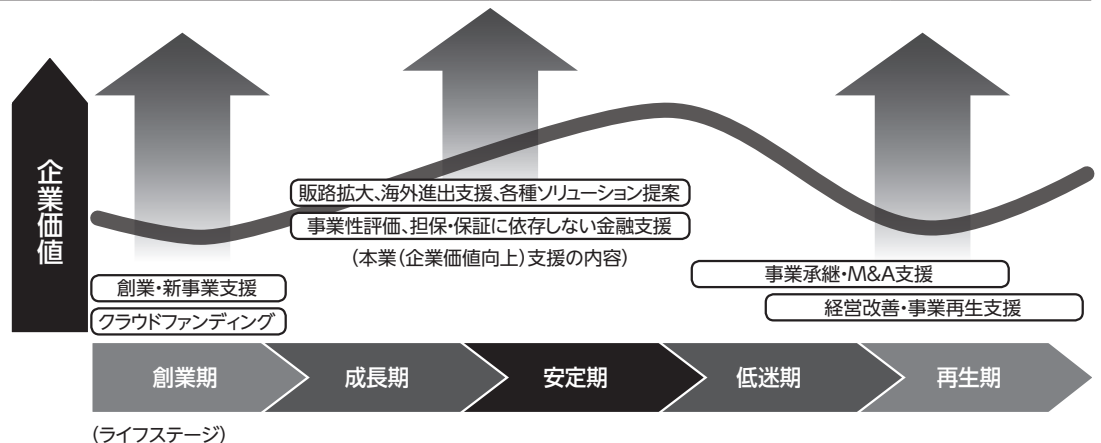 企業価値
販路拡大、海外進出支援、各種ソリューション提案
事業性評価、担保・保証に依存しない金融支援
(本業(企業価値向上)支援の内容)
創業・新事業支援
クラウドファンディング
事業承継・M&A支援
経営改善・事業再生支援
創業期
成長期
安定期
低迷期
再生期
(ライフステージ)